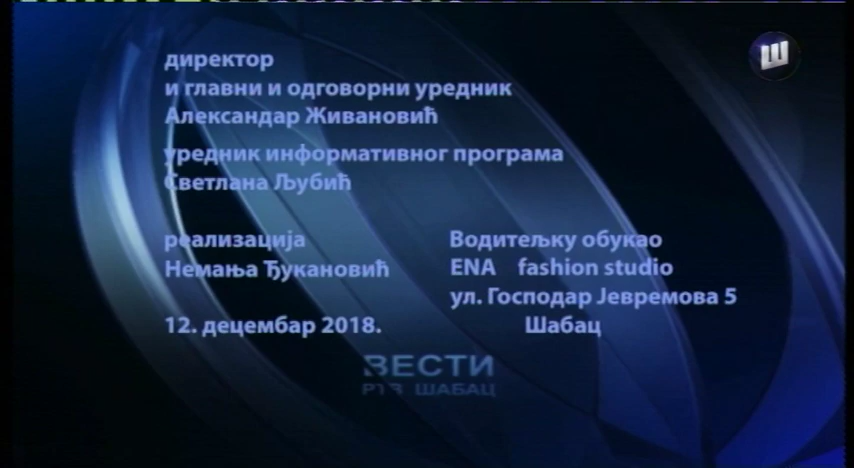 Ш
директор
и главни и одговорни уредник
Александар Живановић
уредник информативног програма
Светлана Љубић
реализација
Немања Ђукановић
12. децембар 2018.
Водитељку обукао
ENA fashion studio
ул. Господар Јевремова 5
Шабац
ВЕСТИ
РТВ ШАБАЦ